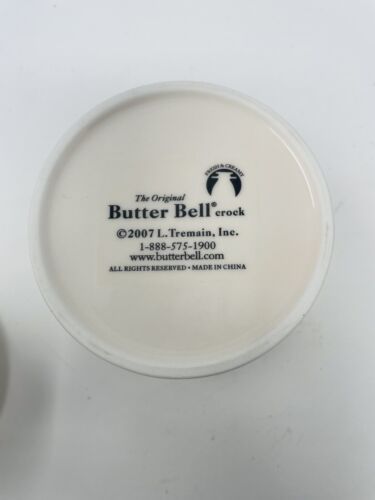 FRESH & CREAMY
The Original
Butter Bell® crock
©2007 L. Tremain, Inc.
1-888-575-1900
www.butterbell.com
ALL RIGHTS RESERVED • MADE IN CHINA